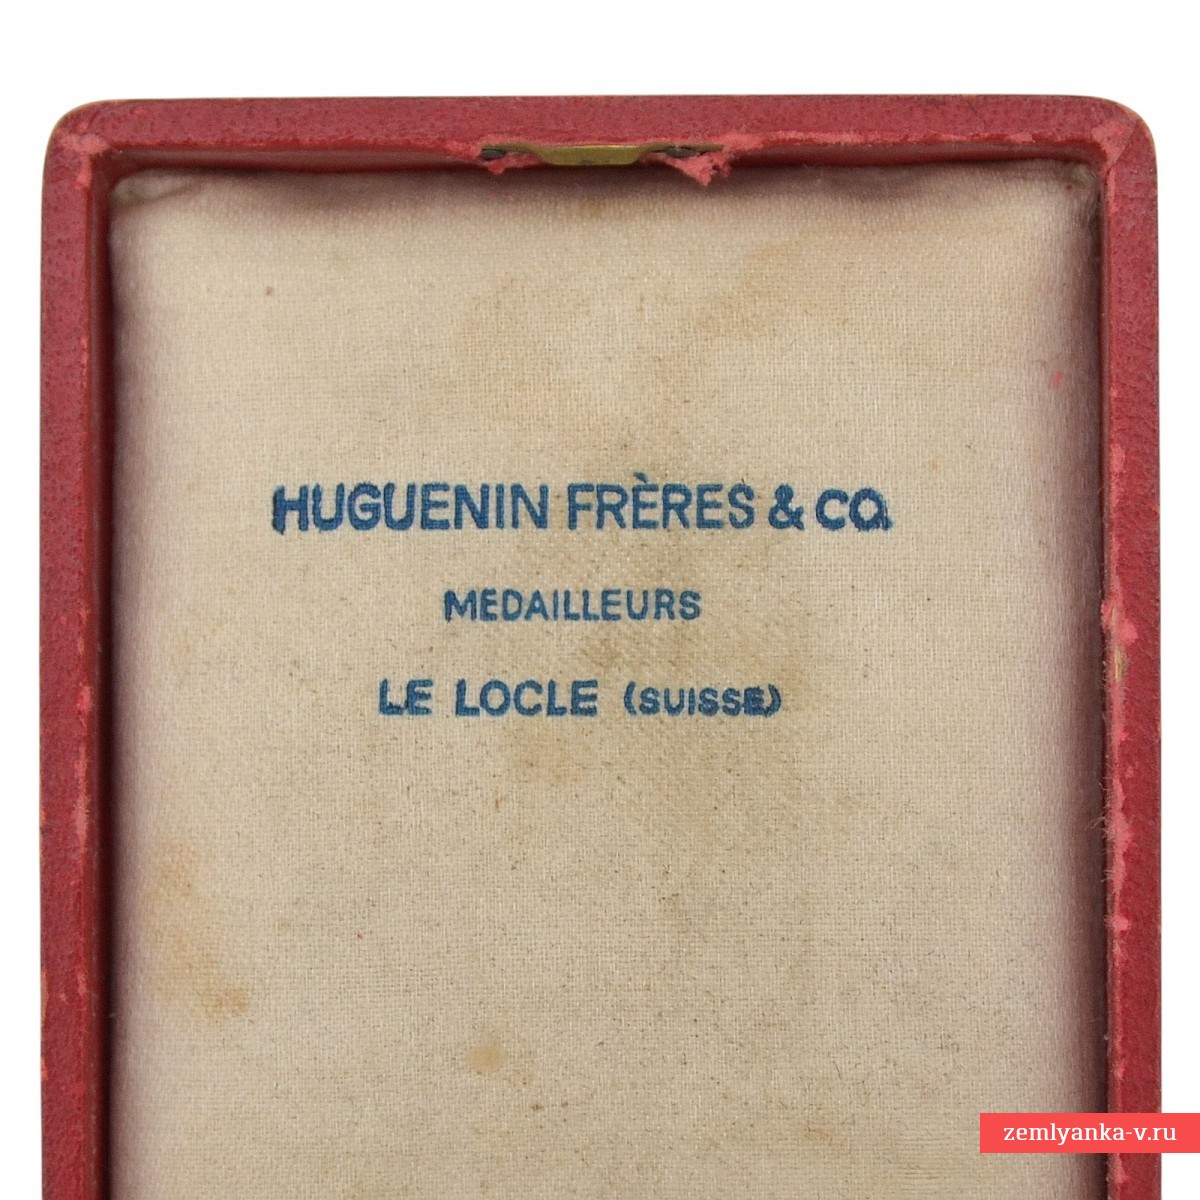 HUGUENIN FRÈRES & CO.
MEDAILLEURS
LE LOCLE (SUISSE)
zemlyanka-v.ru